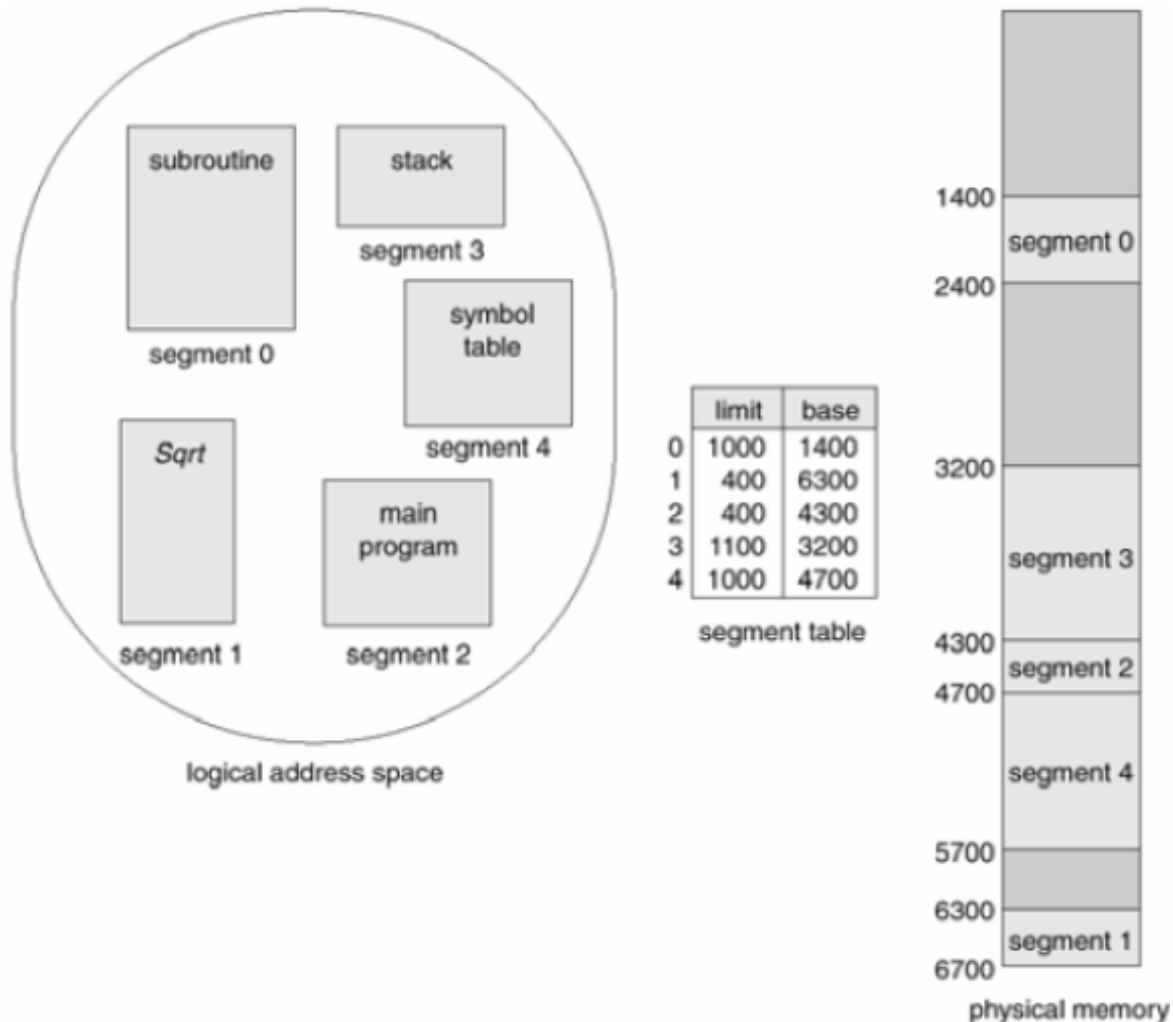 subroutine
stack
segment 3
symbol
table
segment 0
segment 4
Sqrt
main
program
segment 1
segment 2
logical address space
limit base
0 1000 1400
1 400 6300
2 400 4300
3 1100 3200
4 1000 4700
segment table
1400
segment 0
2400
3200
segment 3
4300
segment 2
4700
segment 4
5700
6300
segment 1
6700
physical memory